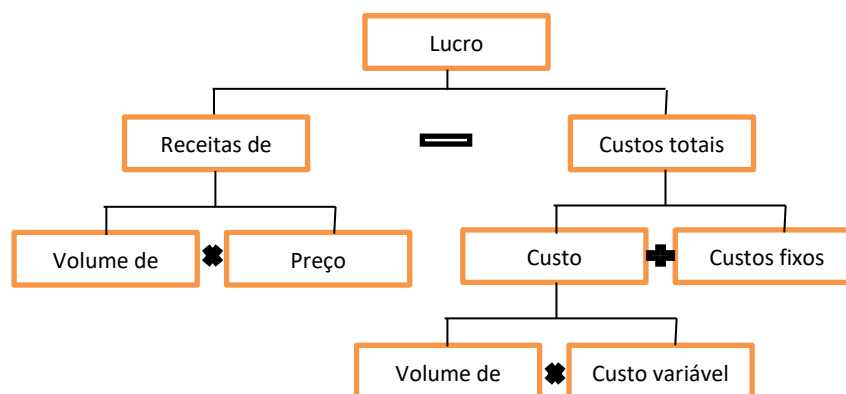 Lucro
Receitas de
Custos totais
Volume de
Preço
Custo
Custos fixos
Volume de
Custo variável